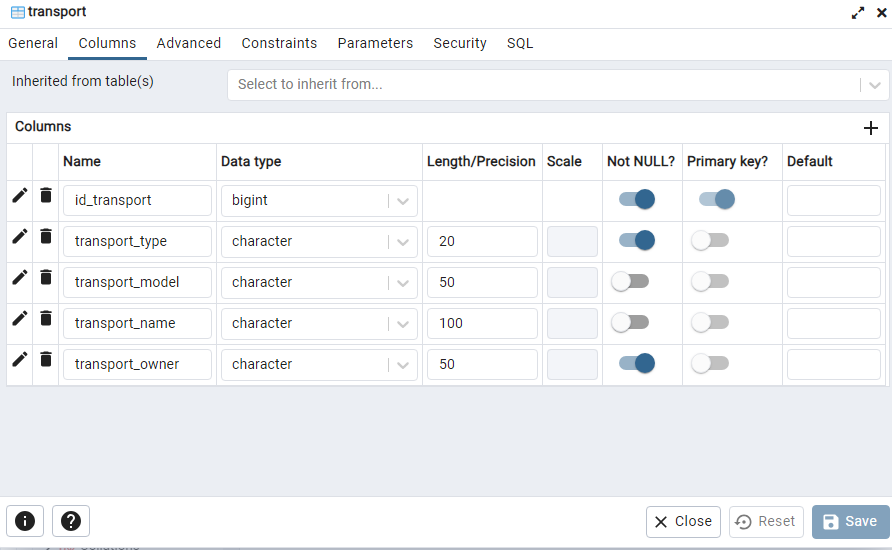 transport
General Columns Advanced Constraints Parameters Security SQL
Inherited from table(s) Select to inherit from...
Columns
Name Data type Length/Precision Scale Not NULL? Primary key? Default
id_transport bigint
transport_type character 20
transport_model character 50
transport_name character 100
transport_owner character 50
Close Reset Save